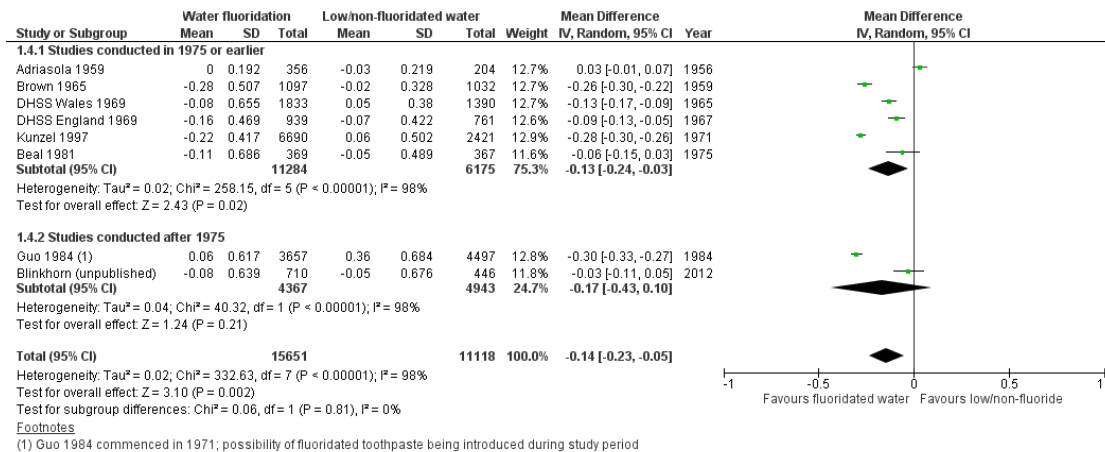 Water fluoridation Low/non-fluoridated water Mean Difference Mean Difference
Study or Subgroup Mean SD Total Mean SD Total Weight IV, Random, 95% CI Year IV, Random, 95% CI
1.4.1 Studies conducted in 1975 or earlier
Adriasola 1959 0 0.192 356 -0.03 0.219 204 12.7% 0.03 [-0.01, 0.07] 1956
Brown 1965 -0.28 0.507 1097 -0.02 0.328 1032 12.7% -0.26 [-0.30, -0.22] 1959
DHSS Wales 1969 -0.08 0.655 1833 0.05 0.38 1390 12.7% -0.13 [-0.17, -0.09] 1965
DHSS England 1969 -0.16 0.469 939 -0.07 0.422 761 12.6% -0.09 [-0.13, -0.05] 1967
Kunzel 1997 -0.22 0.417 6690 0.06 0.502 2421 12.9% -0.28 [-0.30, -0.26] 1971
Beal 1981 -0.11 0.686 369 -0.05 0.489 367 11.6% -0.06 [-0.15, 0.03] 1975
Subtotal (95% CI) 11284 6175 75.3% -0.13 [-0.24, -0.03]
Heterogeneity: Tau² = 0.02; Chi² = 258.15, df = 5 (P < 0.00001); I² = 98%
Test for overall effect: Z = 2.43 (P = 0.02)
1.4.2 Studies conducted after 1975
Guo 1984 (1) 0.06 0.617 3657 0.36 0.684 4497 12.8% -0.30 [-0.33, -0.27] 1984
Blinkhorn (unpublished) -0.08 0.639 710 -0.05 0.676 446 11.8% -0.03 [-0.11, 0.05] 2012
Subtotal (95% CI) 4367 4943 24.7% -0.17 [-0.43, 0.10]
Heterogeneity: Tau² = 0.04; Chi² = 40.32, df = 1 (P < 0.00001); I² = 98%
Test for overall effect: Z = 1.24 (P = 0.21)
Total (95% CI) 15651 11118 100.0% -0.14 [-0.23, -0.05]
Heterogeneity: Tau² = 0.02; Chi² = 332.63, df = 7 (P < 0.00001); I² = 98%
Test for overall effect: Z = 3.10 (P = 0.002)
Test for subgroup differences: Chi² = 0.06, df = 1 (P = 0.81), I² = 0%
-1 -0.5 0 0.5 1
Favours fluoridated water Favours low/non-fluoride
Footnotes
(1) Guo 1984 commenced in 1971; possibility of fluoridated toothpaste being introduced during study period